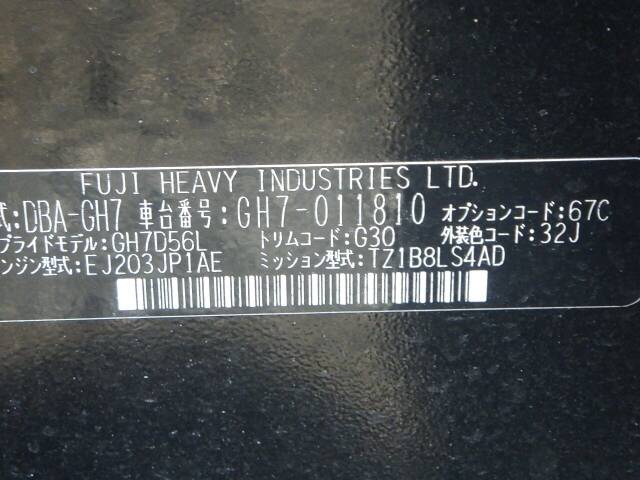 FUJI HEAVY INDUSTRIES LTD.
式:DBA-GH7 車台番号:GH7-011810 オプションコード:67C
プライドモデル:GH7D56L トリムコード:G30 外装色コード:32J
ンジン型式:EJ203JP1AE ミッション型式:TZ1B8LS4AD